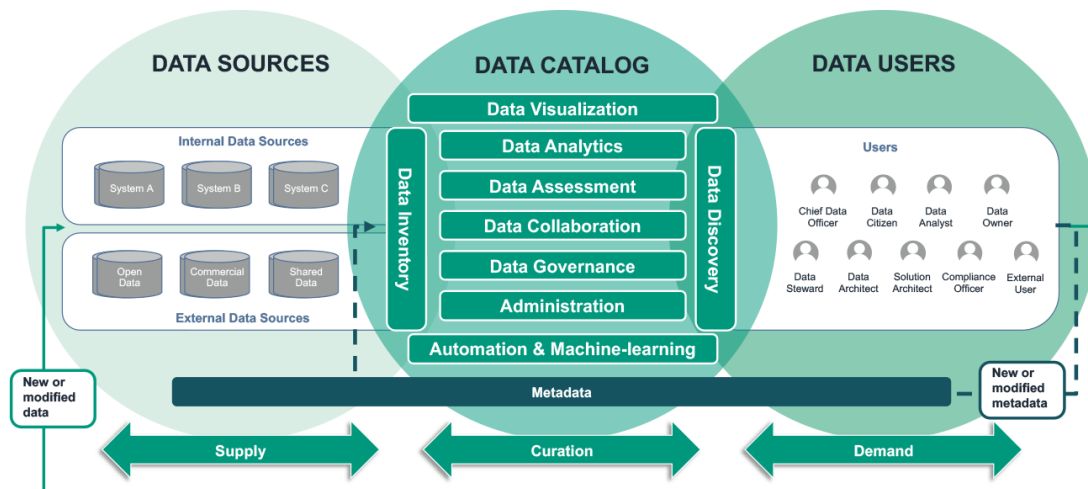 DATA SOURCES
DATA CATALOG
DATA USERS
Internal Data Sources
System A
System B
System C
Open
Data
Commercial
Data
Shared
Data
External Data Sources
Data Inventory
Data Visualization
Data Analytics
Data Assessment
Data Collaboration
Data Governance
Administration
Automation & Machine-learning
Data Discovery
Users
Chief Data
Officer
Data
Citizen
Data
Analyst
Data
Owner
Data
Steward
Data
Architect
Solution
Architect
Compliance
Officer
External
User
New or
modified
data
Metadata
New or
modified
metadata
Supply
Curation
Demand